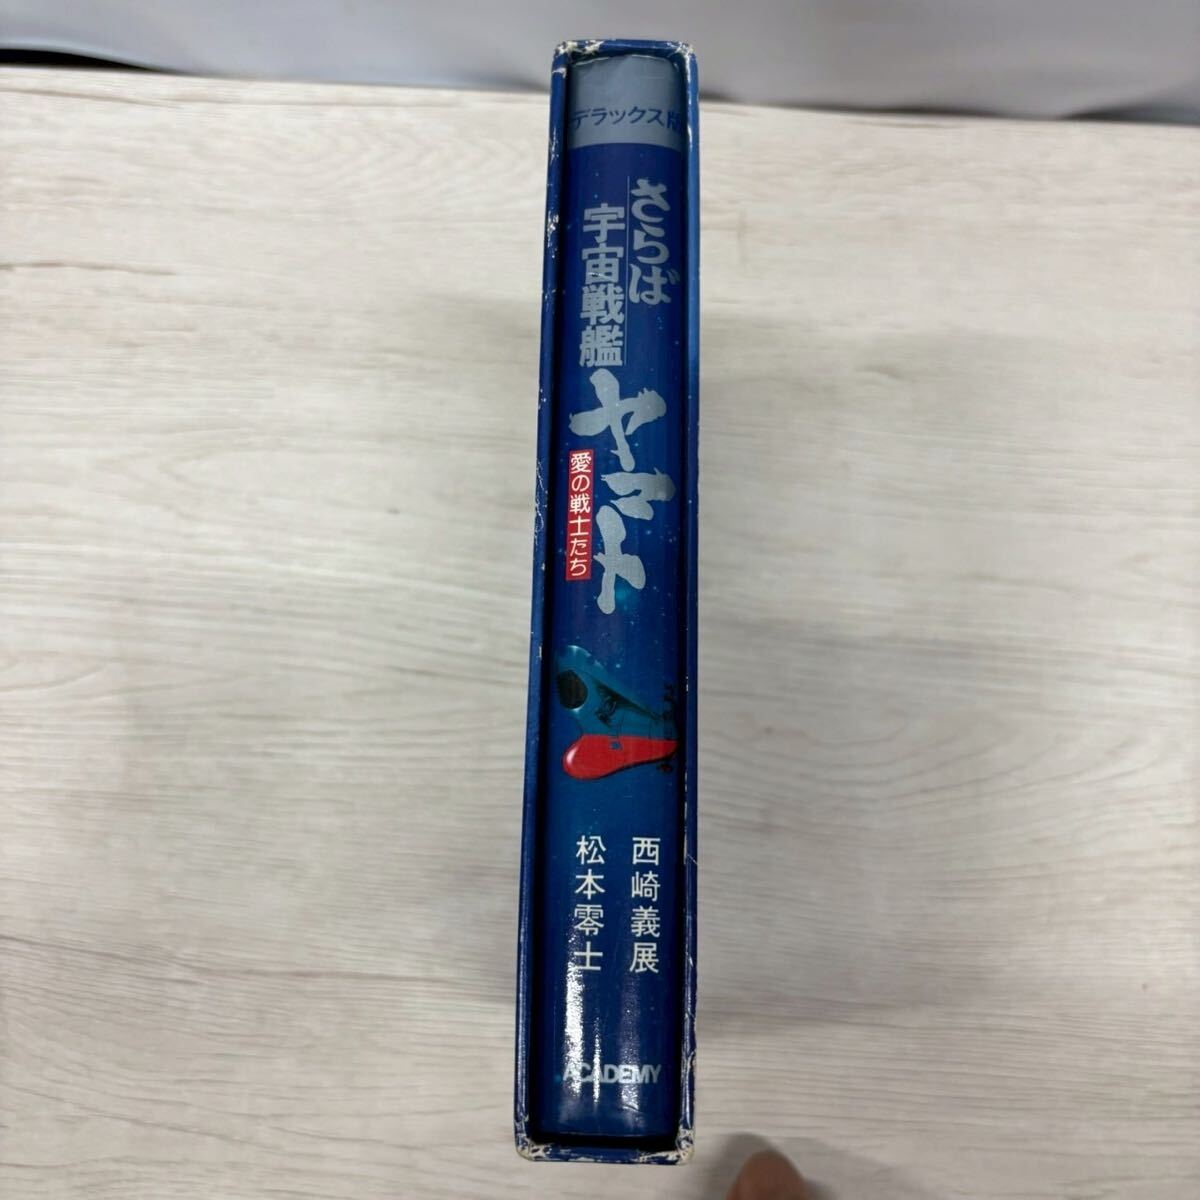 デラックス版
さらば
宇宙戦艦
ヤマト
愛の戦士たち
西崎義展
松本零士
ACADEMY